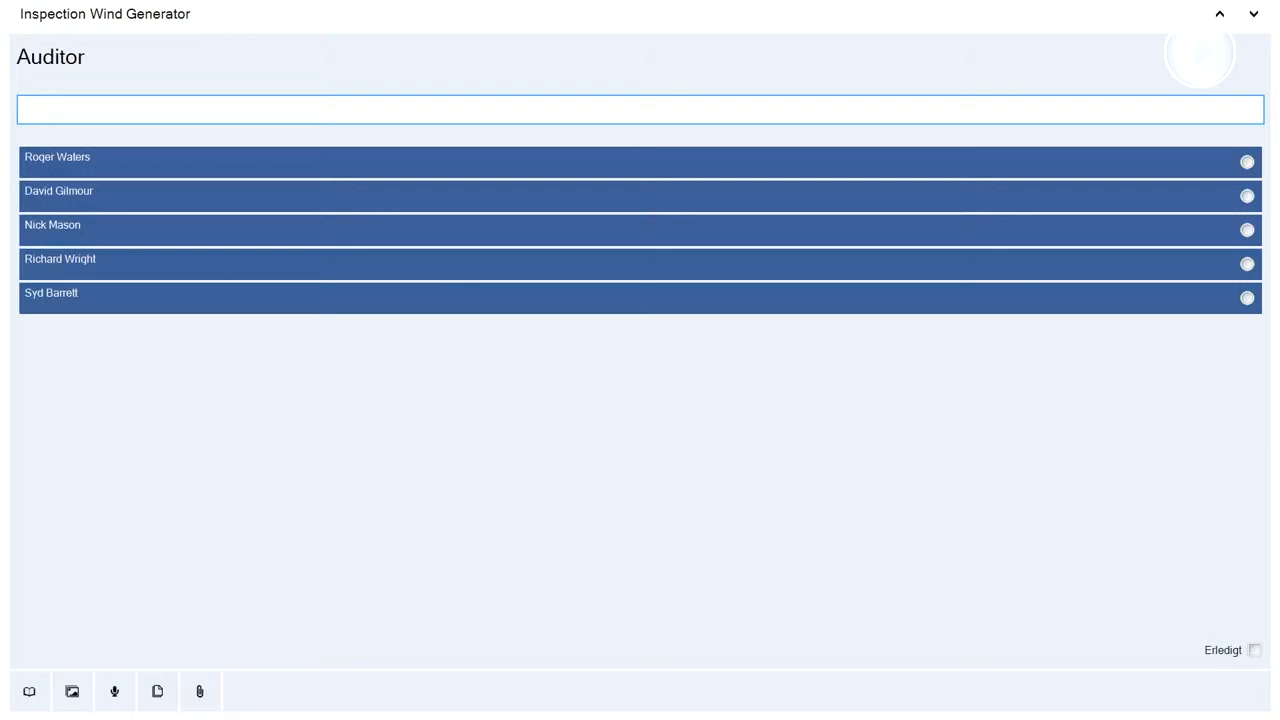 Inspection Wind Generator
Auditor
Roger Waters
David Gilmour
Nick Mason
Richard Wright
Syd Barrett
Erledigt